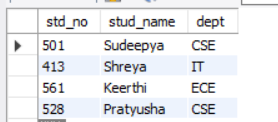 std_no stud_name dept
501 Sudeepya CSE
413 Shreya IT
561 Keerthi ECE
528 Pratyusha CSE